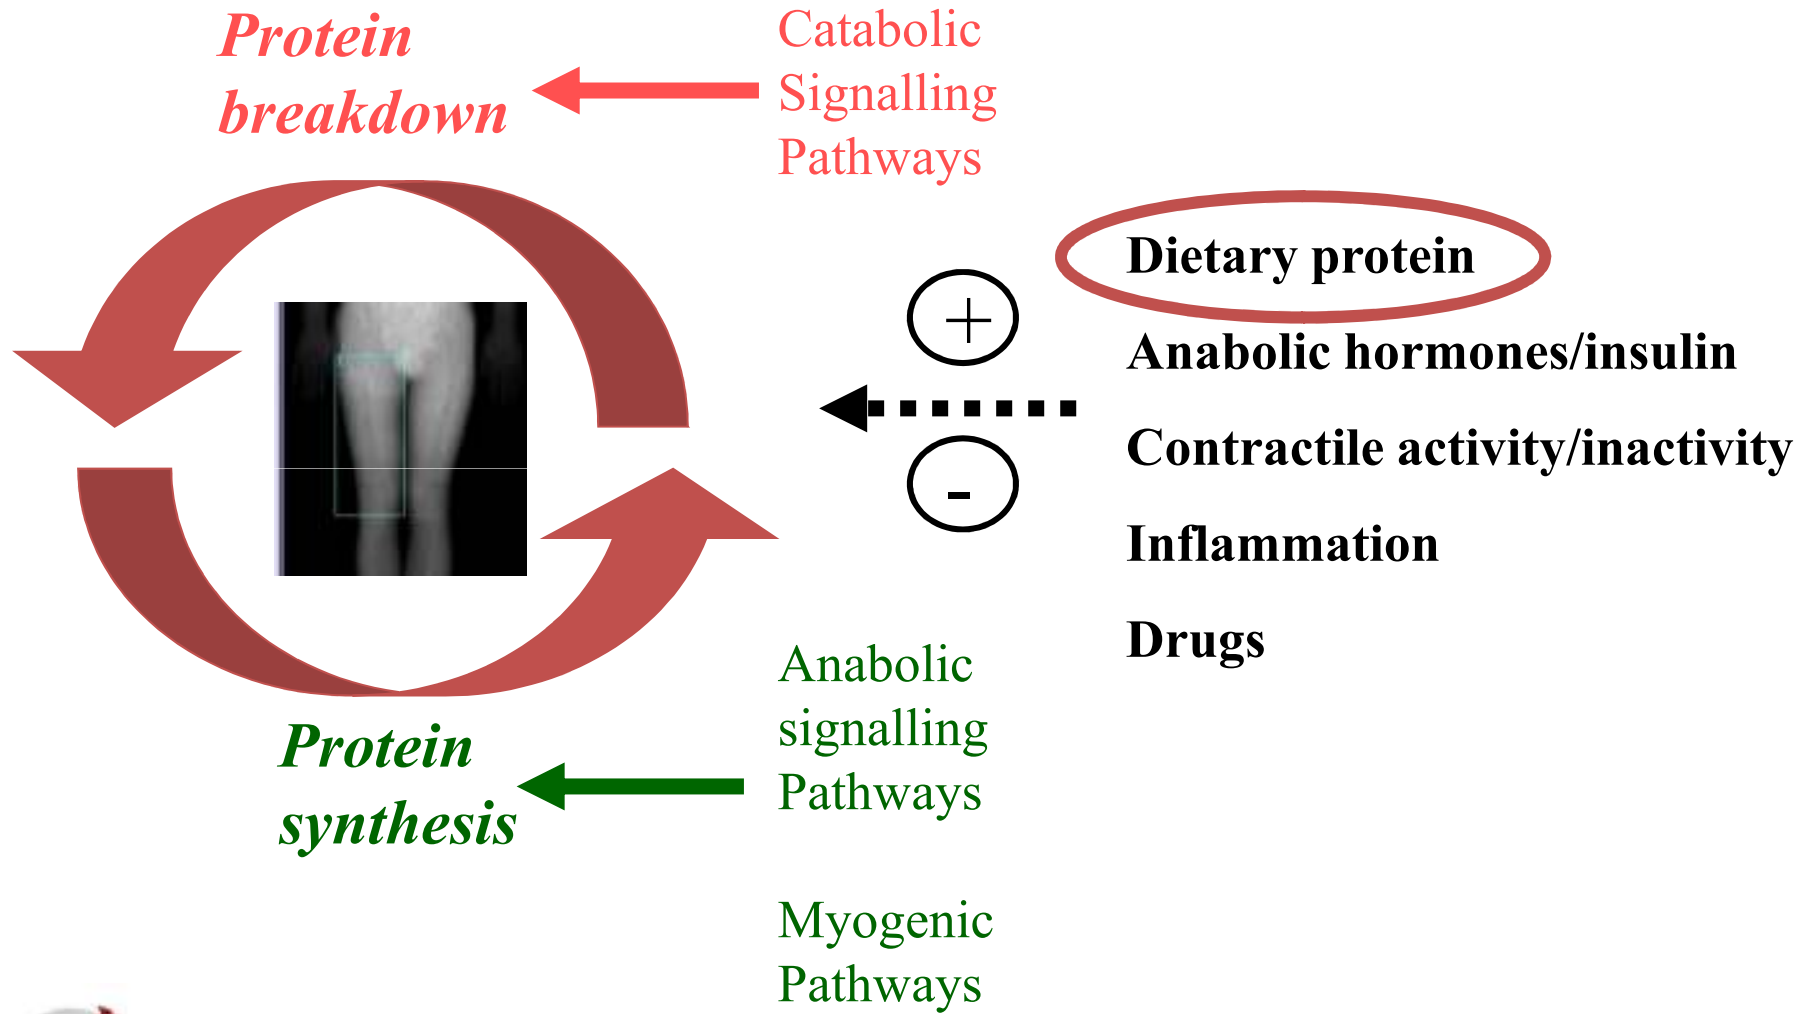 Protein
breakdown
Catabolic
Signalling
Pathways
Dietary protein
+
Anabolic hormones/insulin
Contractile activity/inactivity
-
Inflammation
Drugs
Anabolic
signalling
Pathways
Protein
synthesis
Myogenic
Pathways